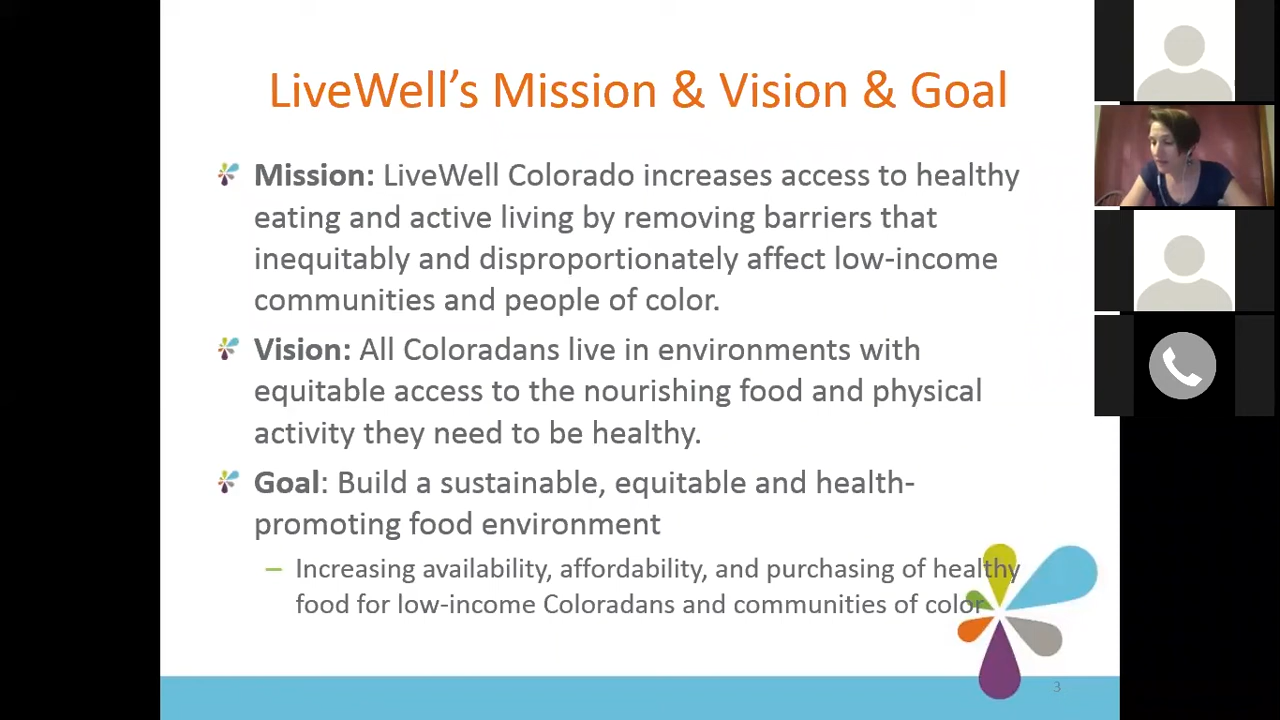 LiveWell's Mission & Vision & Goal
Mission: LiveWell Colorado increases access to healthy
eating and active living by removing barriers that
inequitably and disproportionately affect low-income
communities and people of color.
Vision: All Coloradans live in environments with
equitable access to the nourishing food and physical
activity they need to be healthy.
Goal: Build a sustainable, equitable and health-
promoting food environment
– Increasing availability, affordability, and purchasing of healthy
food for low-income Coloradans and communities of color
3